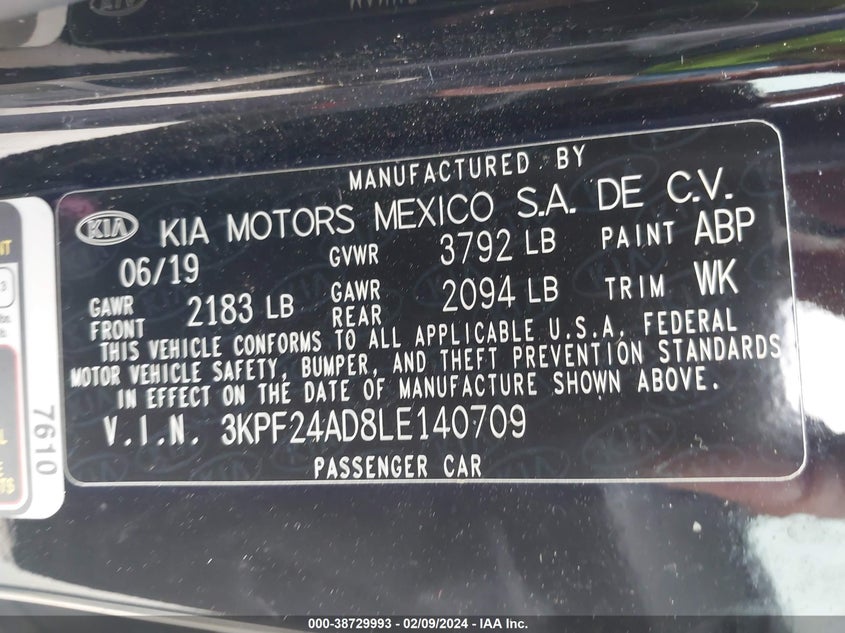 MANUFACTURED BY
KIA KIA MOTORS MEXICO S.A. DE C.V.
06/19 GVWR 3792 LB PAINT ABP
GAWR FRONT 2183 LB GAWR REAR 2094 LB TRIM WK
THIS VEHICLE CONFORMS TO ALL APPLICABLE U.S.A. FEDERAL
MOTOR VEHICLE SAFETY, BUMPER, AND THEFT PREVENTION STANDARDS
IN EFFECT ON THE DATE OF MANUFACTURE SHOWN ABOVE.
V.I.N. 3KPF24AD8LE140709
PASSENGER CAR
7610
000-38729993 - 02/09/2024 - IAA Inc.